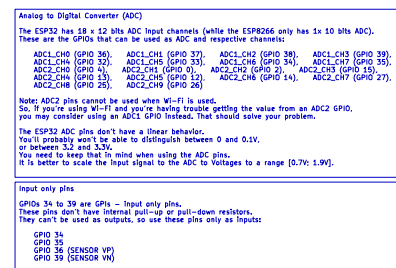 Analog to Digital Converter (ADC)
The ESP32 has 18 x 12 bits ADC input channels (while the ESP8266 only has 1x 10 bits ADC).
These are the GPIOs that can be used as ADC and respective channels:
ADC1_CH0 (GPIO 36), ADC1_CH1 (GPIO 37), ADC1_CH2 (GPIO 38), ADC1_CH3 (GPIO 39),
ADC1_CH4 (GPIO 32), ADC1_CH5 (GPIO 33), ADC1_CH6 (GPIO 34), ADC1_CH7 (GPIO 35),
ADC2_CH0 (GPIO 4), ADC2_CH1 (GPIO 0), ADC2_CH2 (GPIO 2), ADC2_CH3 (GPIO 15),
ADC2_CH4 (GPIO 13), ADC2_CH5 (GPIO 12), ADC2_CH6 (GPIO 14), ADC2_CH7 (GPIO 27),
ADC2_CH8 (GPIO 25), ADC2_CH9 (GPIO 26)
Note: ADC2 pins cannot be used when Wi-Fi is used.
So, if you're using Wi-Fi and you're having trouble getting the value from an ADC2 GPIO,
you may consider using an ADC1 GPIO instead. That should solve your problem.
The ESP32 ADC pins don't have a linear behavior.
You'll probably won't be able to distinguish between 0 and 0.1V,
or between 3.2 and 3.3V.
You need to keep that in mind when using the ADC pins.
It is better to scale the input signal to the ADC to Voltages to a range [0.7V; 1.9V].
Input only pins
GPIOs 34 to 39 are GPIs – input only pins.
These pins don't have internal pull-up or pull-down resistors.
They can't be used as outputs, so use these pins only as inputs:
GPIO 34
GPIO 35
GPIO 36 (SENSOR VP)
GPIO 39 (SENSOR VN)